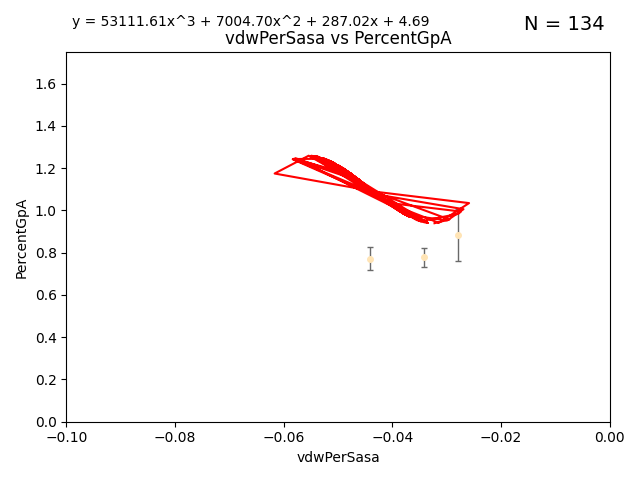 y = 53111.61x^3 + 7004.70x^2 + 287.02x + 4.69
N = 134
vdwPerSasa vs PercentGpA
PercentGpA
1.6
1.4
1.2
1.0
0.8
0.6
0.4
0.2
0.0
−0.10 −0.08 −0.06 −0.04 −0.02 0.00
vdwPerSasa